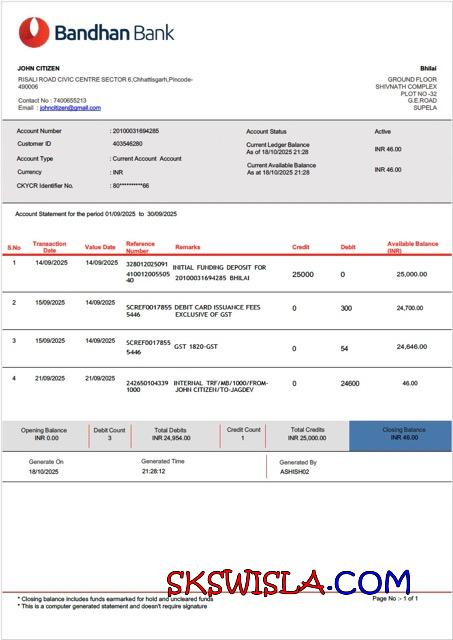 Bandhan Bank
JOHN CITIZEN
RISALI ROAD CIVIC CENTRE SECTOR 6,Chhattisgarh,Pincode-
490006
Contact No : 7400655213
Email : johncitizen@gmail.com
Bhilai
GROUND FLOOR
SHIVNATH COMPLEX
PLOT NO -32
G.E.ROAD
SUPELA
Account Number : 20100031694285
Customer ID 403546280
Account Type : Current Account Account
Currency : INR
CKYCR Identifier No. : 80*********66
Account Status Active
Current Ledger Balance
As of 18/10/2025 21:28 INR 46.00
Current Available Balance
As at 18/10/2025 21:28 INR 46.00
Account Statement for the period 01/09/2025 to 30/09/2025
S.No Transaction Date Value Date Reference Number Remarks Credit Debit Available Balance (INR)
1 14/09/2025 14/09/2025 328012025091 410012005505 40 INITIAL FUNDING DEPOSIT FOR 20100031694285 BHILAI 25000 0 25,000.00
2 15/09/2025 14/09/2025 SCREF0017855 5446 DEBIT CARD ISSUANCE FEES EXCLUSIVE OF GST 0 300 24,700.00
3 15/09/2025 14/09/2025 SCREF0017855 5446 GST 1820-GST 0 54 24,646.00
4 21/09/2025 21/09/2025 242650104339 1000 INTERNAL TRF/MB/1000/FROM- JOHN CITIZEN/TO-JAGDEV 0 24600 46.00
Opening Balance Debit Count Total Debits Credit Count Total Credits Closing Balance
INR 0.00 3 INR 24,954.00 1 INR 25,000.00 INR 46.00
Generate On Generated Time Generated By
18/10/2025 21:28:12 ASHISH02
SKSWISLA.COM
* Closing balance includes funds earmarked for hold and uncleared funds Page No :- 1 of 1
* This is a computer generated statement and doesn't require signature